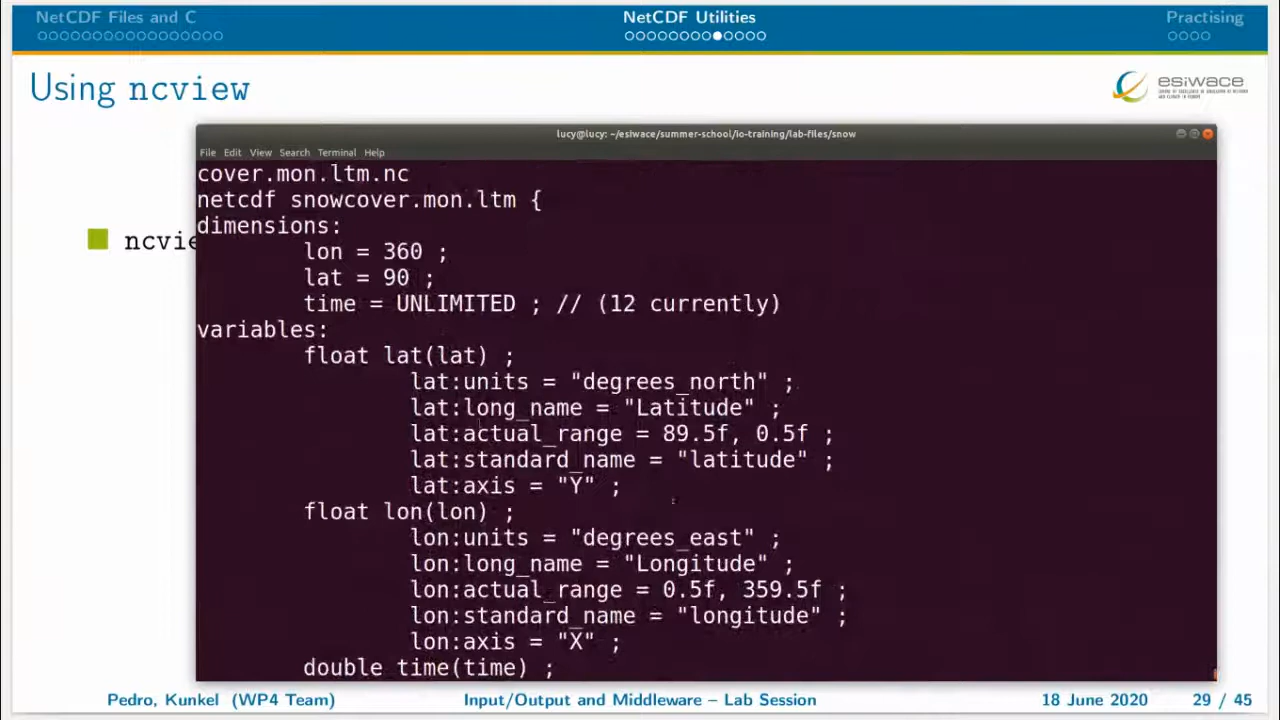 NetCDF Files and C
NetCDF Utilities
Practising
Using ncview
esiwace
lucy@lucy: ~/esiwace/summer-school/io-training/lab-files/snow
File Edit View Search Terminal Help
cover.mon.ltm.nc
netcdf snowcover.mon.ltm {
dimensions:
lon = 360 ;
lat = 90 ;
time = UNLIMITED ; // (12 currently)
variables:
float lat(lat) ;
lat:units = "degrees_north" ;
lat:long_name = "Latitude" ;
lat:actual_range = 89.5f, 0.5f ;
lat:standard_name = "latitude" ;
lat:axis = "Y" ;
float lon(lon) ;
lon:units = "degrees_east" ;
lon:long_name = "Longitude" ;
lon:actual_range = 0.5f, 359.5f ;
lon:standard_name = "longitude" ;
lon:axis = "X" ;
double time(time) ;
ncvie
Pedro, Kunkel (WP4 Team)
Input/Output and Middleware – Lab Session
18 June 2020
29 / 45